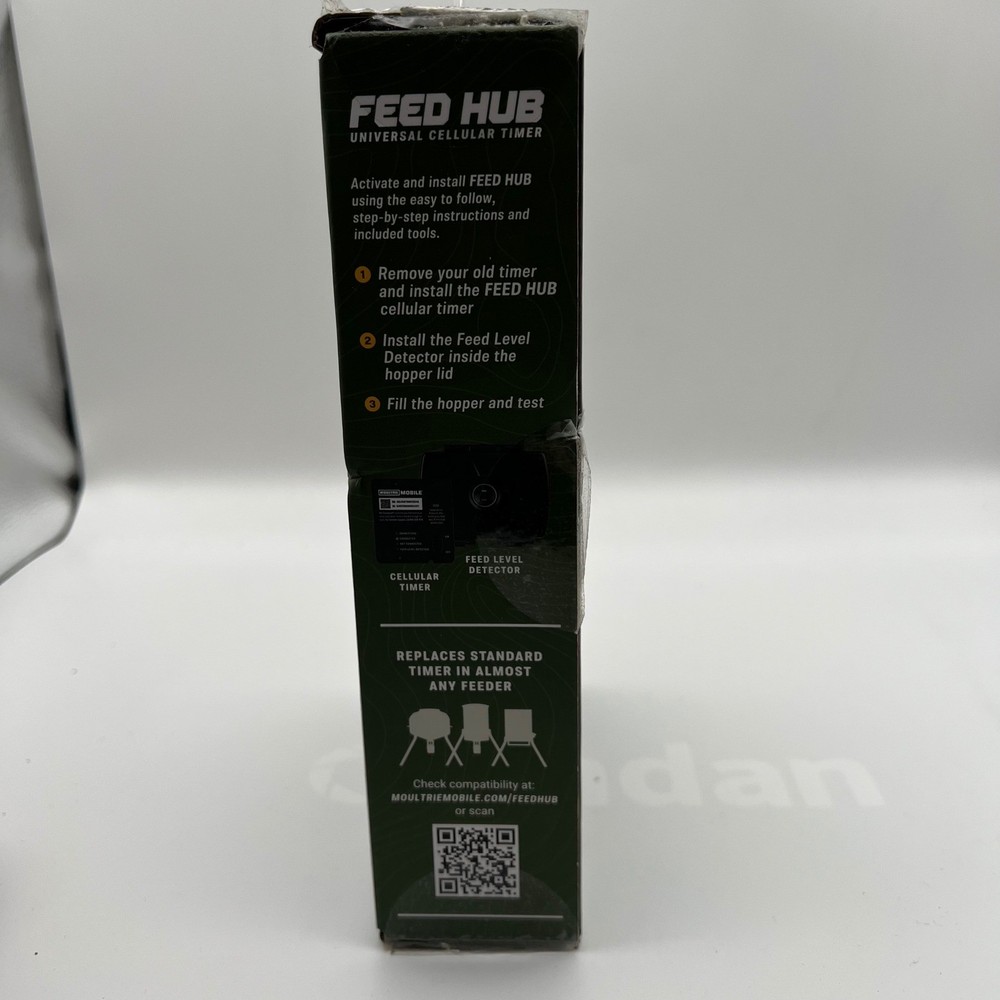 FEED HUB
UNIVERSAL CELLULAR TIMER
Activate and install FEED HUB
using the easy to follow,
step-by-step instructions and
included tools.
1 Remove your old timer
and install the FEED HUB
cellular timer
2 Install the Feed Level
Detector inside the
hopper lid
3 Fill the hopper and test
MOBILE
FEED LEVEL
DETECTOR
CELLULAR
TIMER
REPLACES STANDARD
TIMER IN ALMOST
ANY FEEDER
Check compatibility at:
MOULTRIEMOBILE.COM/FEEDHUB
or scan
dan